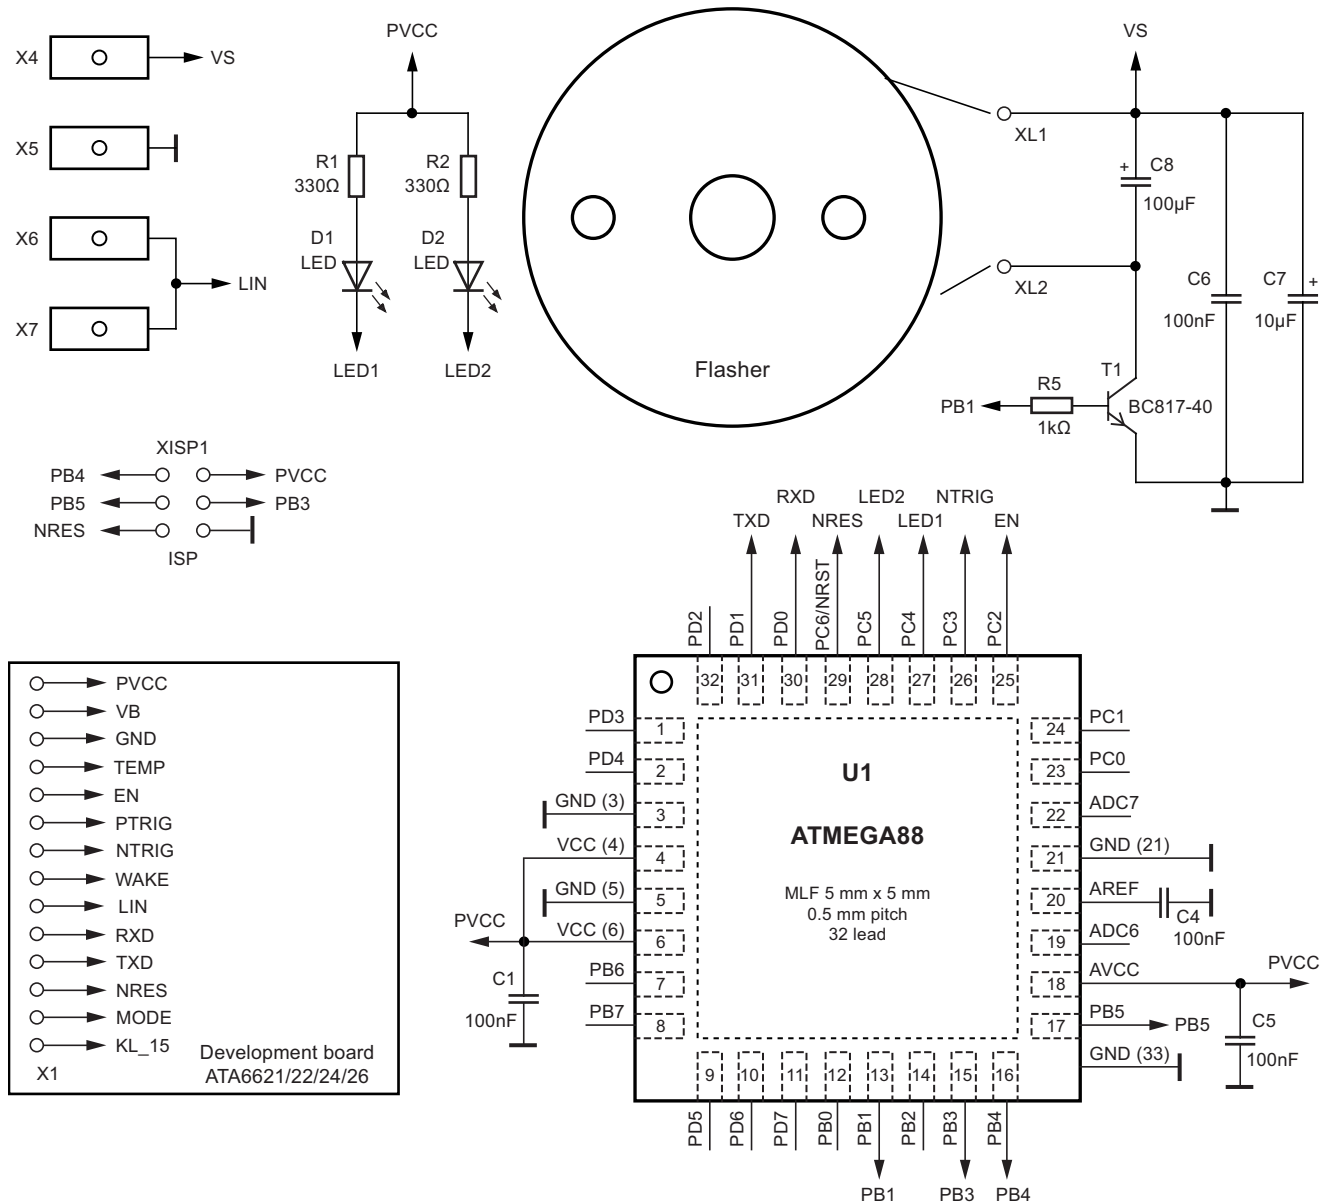 X4
VS
X5
X6
LIN
X7
PVCC
R1
330Ω
R2
330Ω
D1
LED
D2
LED
LED1
LED2
Flasher
VS
XL1
C8
+
100µF
XL2
C6
100nF
C7
+
10µF
T1
BC817-40
PB1
R5
1kΩ
XISP1
PB4
PVCC
PB5
PB3
NRES
ISP
RXD
LED2
NTRIG
TXD
NRES
LED1
EN
PD2
PD1
PD0
PC6/NRST
PC5
PC4
PC3
PC2
32
31
30
29
28
27
26
25
PD3
1
PD4
2
GND (3)
3
VCC (4)
4
GND (5)
5
PVCC
VCC (6)
6
PB6
7
PB7
8
C1
100nF
U1
ATMEGA88
MLF 5 mm x 5 mm
0.5 mm pitch
32 lead
24
PC1
23
PC0
22
ADC7
21
GND (21)
20
AREF
C4
100nF
19
ADC6
18
AVCC
PVCC
17
PB5
PB5
C5
100nF
GND (33)
9
10
11
12
13
14
15
16
PD5
PD6
PD7
PB0
PB1
PB2
PB3
PB4
PB1
PB3
PB4
PVCC
VB
GND
TEMP
EN
PTRIG
NTRIG
WAKE
LIN
RXD
TXD
NRES
MODE
KL_15
X1
Development board
ATA6621/22/24/26